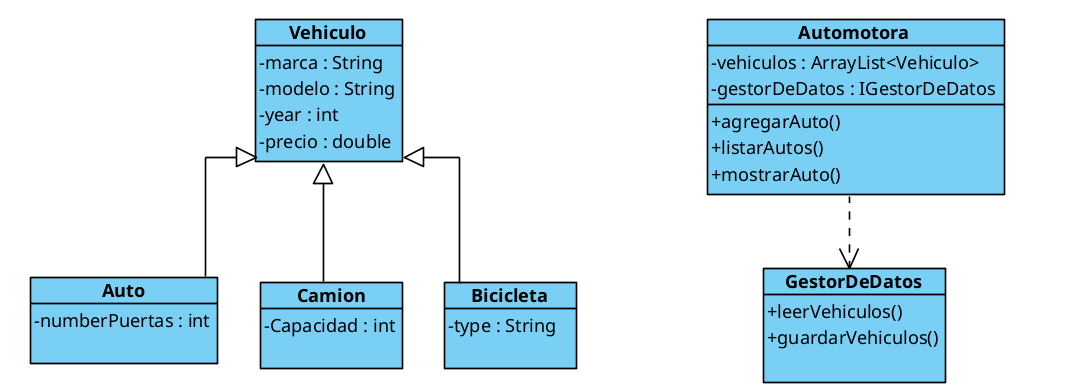 Vehiculo
-marca : String
-modelo : String
-year : int
-precio : double
Automotora
-vehiculos : ArrayList<Vehiculo>
-gestorDeDatos : IGestorDeDatos
+agregarAuto()
+listarAutos()
+mostrarAuto()
Auto
-numberPuertas : int
Camion
-Capacidad : int
Bicicleta
-type : String
GestorDeDatos
+leerVehiculos()
+guardarVehiculos()